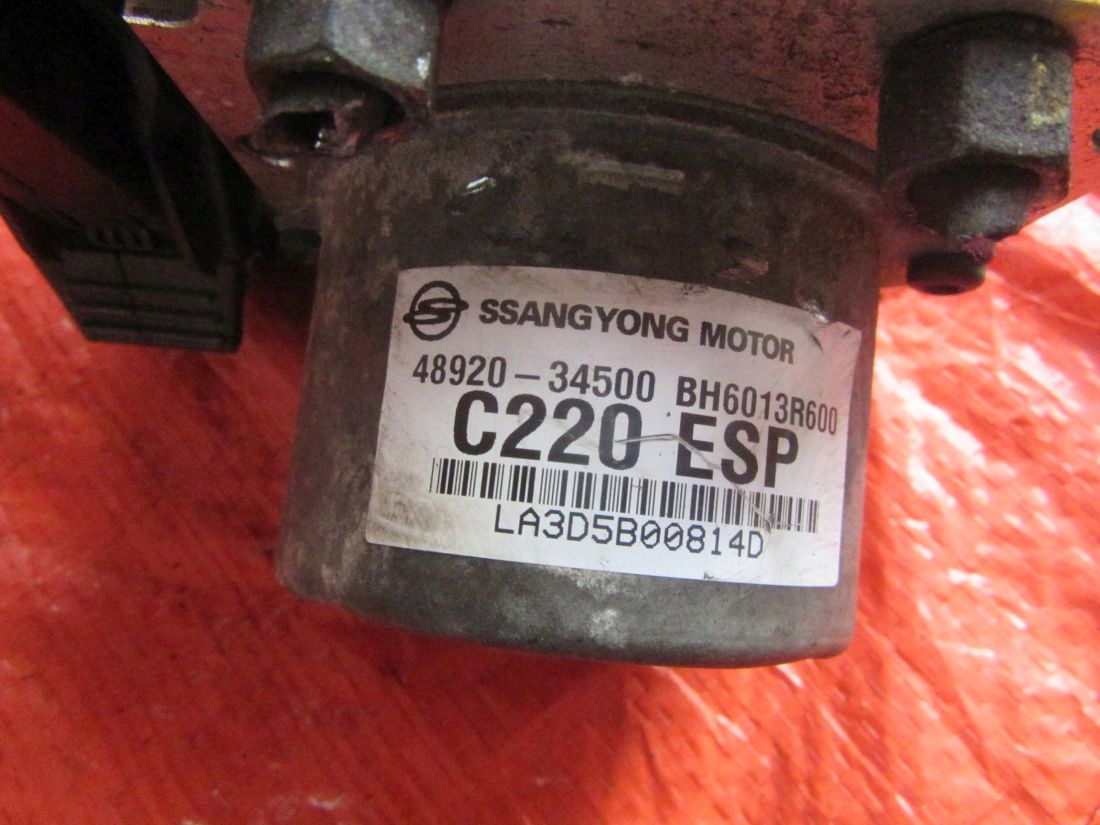 SSANGYONG MOTOR
48920-34500 BH6013R600
C220 ESP
LA3D5B00814D